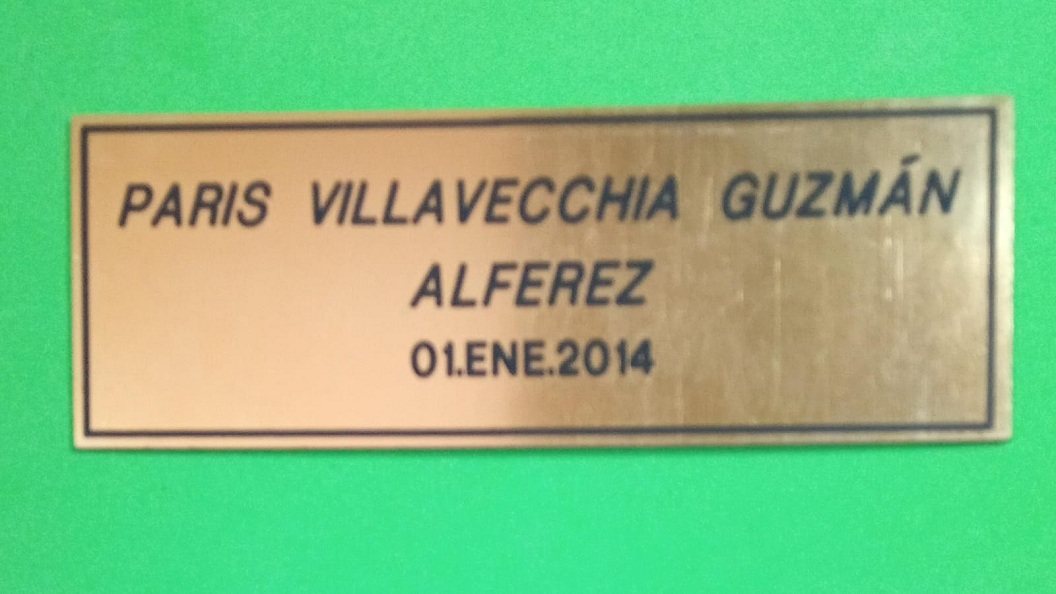 PARIS VILLAVECCHIA GUZMÁN
ALFEREZ
01.ENE.2014